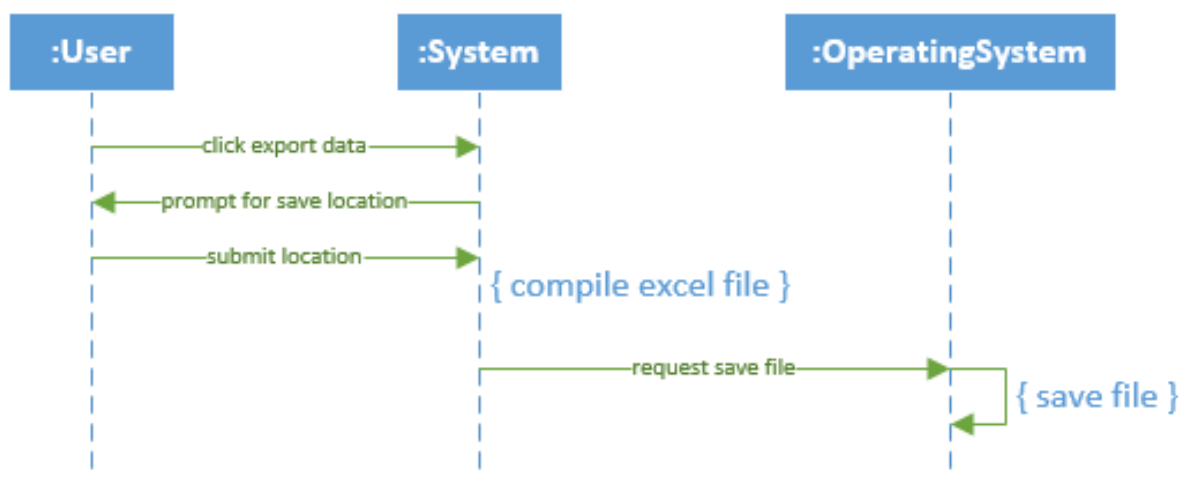 :User
:System
:OperatingSystem
click export data
prompt for save location
submit location
{ compile excel file }
request save file
{ save file }